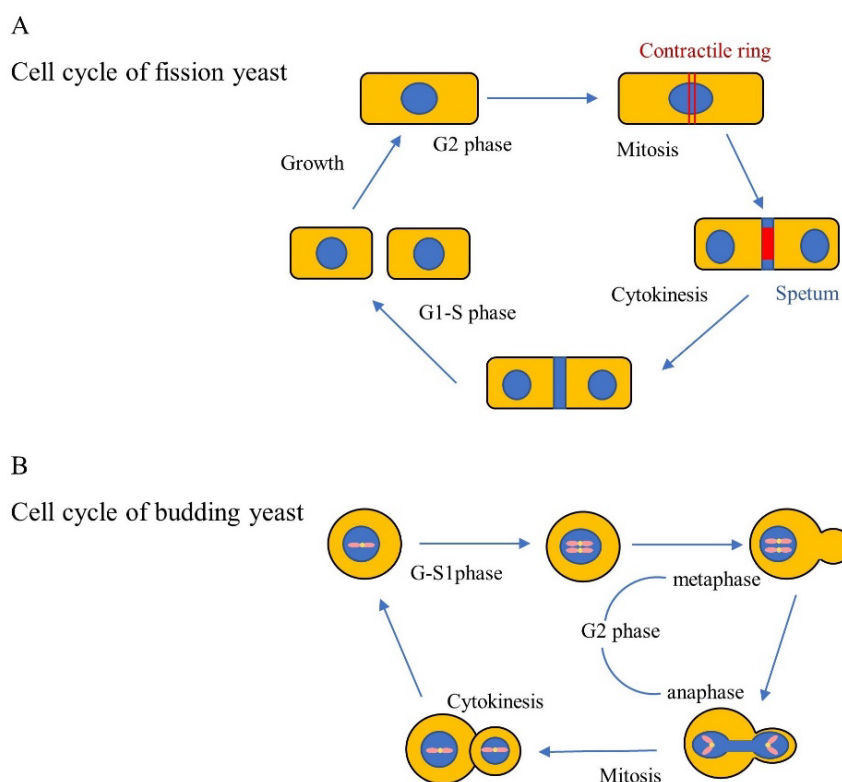 A
Cell cycle of fission yeast
Contractile ring
G2 phase
Mitosis
Growth
Cytokinesis
Spetum
G1-S phase
B
Cell cycle of budding yeast
G-S1phase
metaphase
G2 phase
anaphase
Cytokinesis
Mitosis